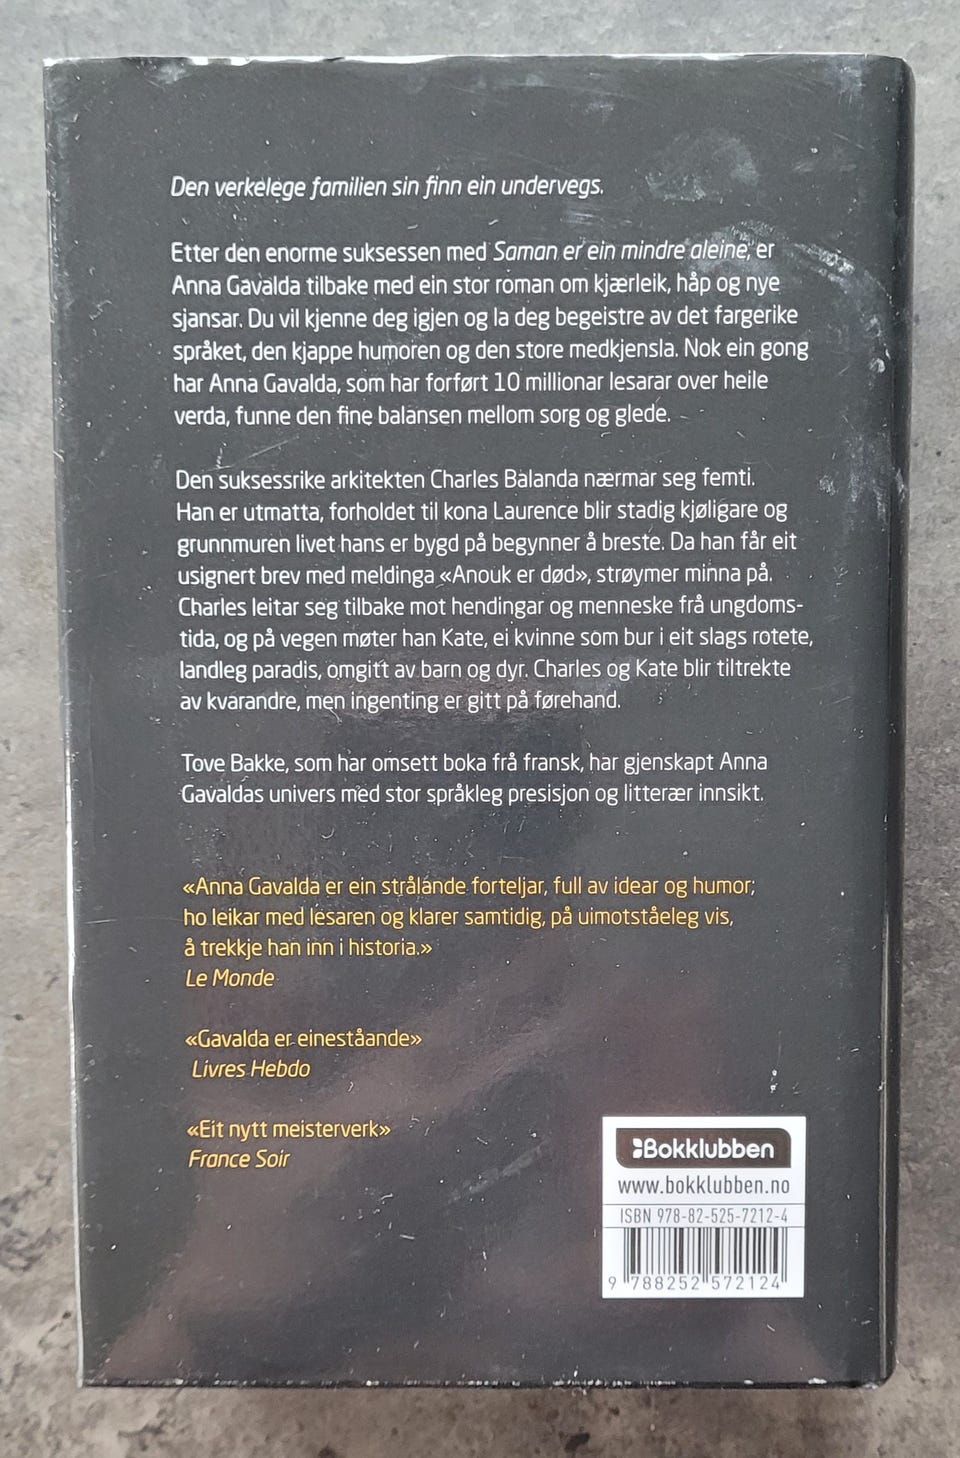 Den verkelege familien sin finn ein undervegs.
Etter den enorme suksessen med Saman er ein mindre aleine, er
Anna Gavalda tilbake med ein stor roman om kjærleik, håp og nye
sjansar. Du vil kjenne deg igjen og la deg begeistre av det fargerike
språket, den kjappe humoren og den store medkjensla. Nok ein gong
har Anna Gavalda, som har forført 10 millionar lesarar over heile
verda, funne den fine balansen mellom sorg og glede.
Den suksessrike arkitekten Charles Balanda nærmar seg femti.
Han er utmatta, forholdet til kona Laurence blir stadig kjøligare og
grunnmuren livet hans er bygd på begynner å breste. Da han får eit
usignert brev med meldinga «Anouk er død», strøymer minna på.
Charles leitar seg tilbake mot hendingar og menneske frå ungdoms-
tida, og på vegen møter han Kate, ei kvinne som bur i eit slags rotete,
landleg paradis, omgitt av barn og dyr. Charles og Kate blir tiltrekte
av kvarandre, men ingenting er gitt på førehand.
Tove Bakke, som har omsett boka frå fransk, har gjenskapt Anna
Gavaldas univers med stor språkleg presisjon og litterær innsikt.
«Anna Gavalda er ein strålande forteljar, full av idear og humor;
ho leikar med lesaren og klarer samtidig, på uimotståeleg vis,
å trekkje han inn i historia.»
Le Monde
«Gavalda er eineståande»
Livres Hebdo
«Eit nytt meisterverk»
France Soir
Bokklubben
www.bokklubben.no
ISBN 978-82-525-7212-4
9 788252 572124